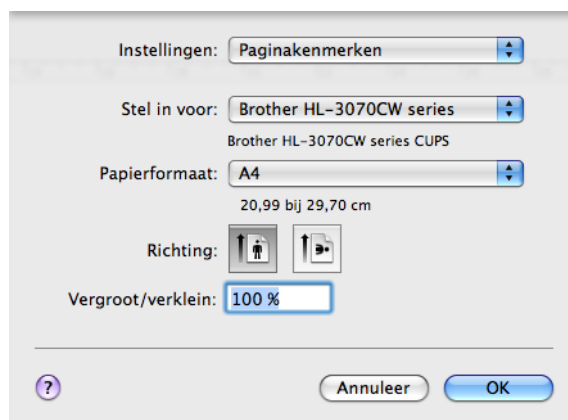 Instellingen: Paginakenmerken
Stel in voor: Brother HL-3070CW series
Brother HL-3070CW series CUPS
Papierformaat: A4
20,99 bij 29,70 cm
Richting:
Vergroot/verklein: 100 %
? Annuleer OK